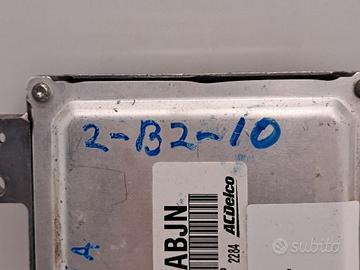 2-B2-10
A
ABJN
2284
ACDelco
subito